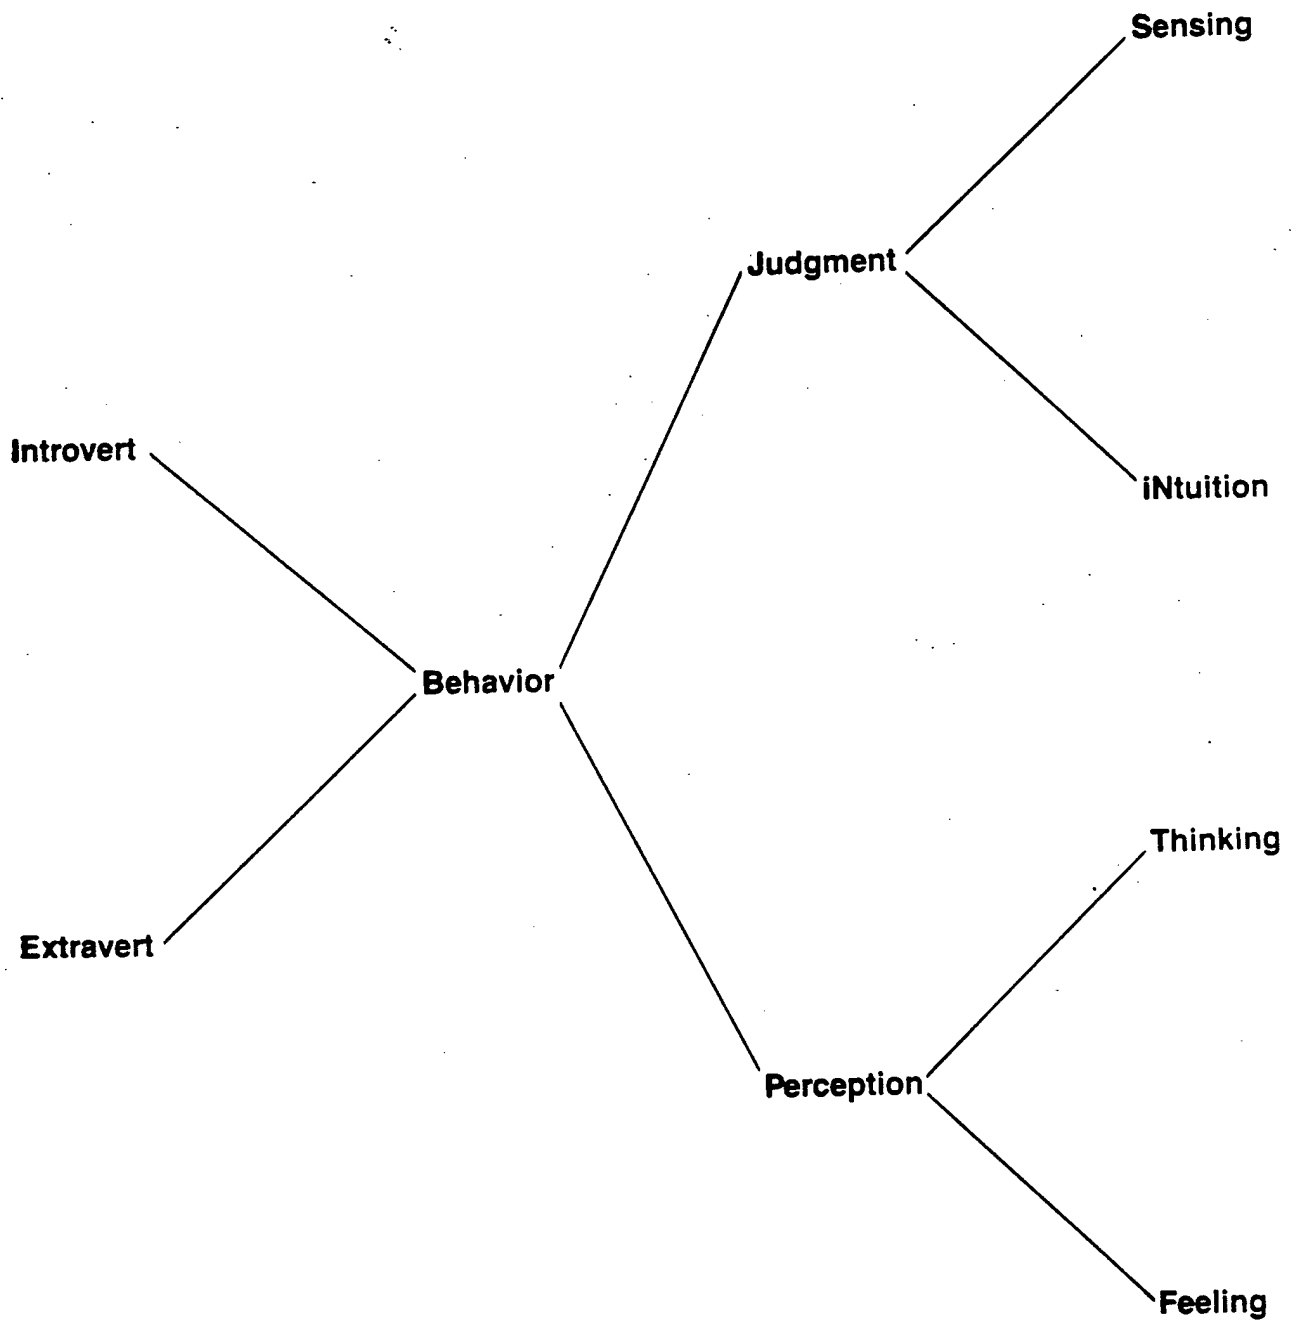 Sensing
Judgment
Introvert
iNtuition
Behavior
Thinking
Extravert
Perception
Feeling